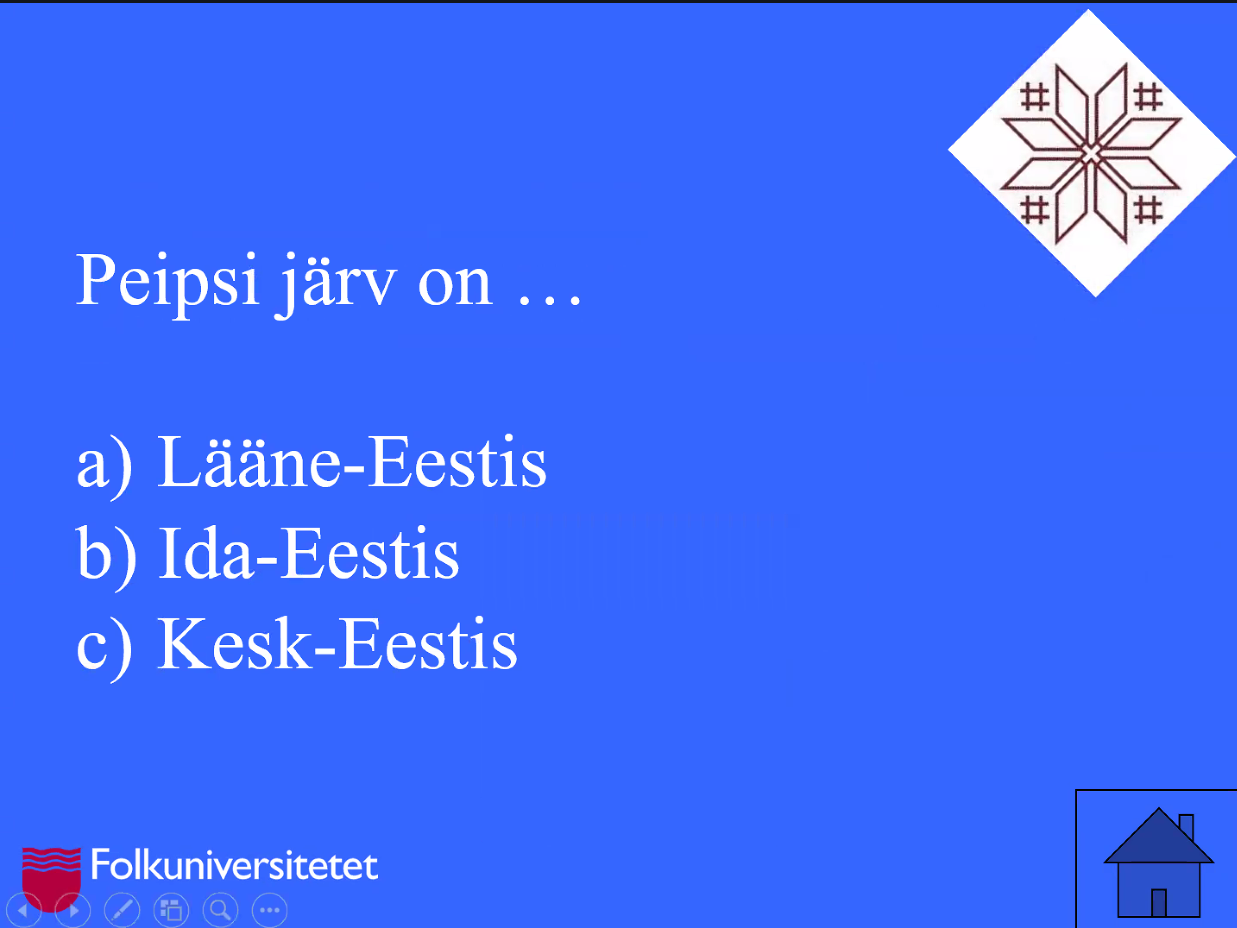 Peipsi järv on …
a) Lääne-Eestis
b) Ida-Eestis
c) Kesk-Eestis
Folkuniversitetet